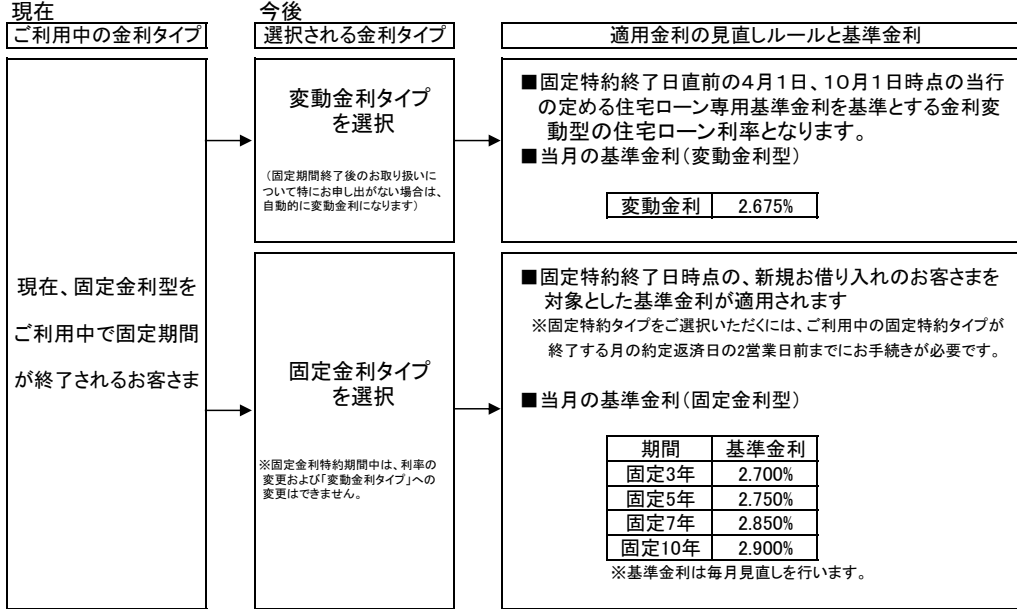 現在
ご利用中の金利タイプ
今後
選択される金利タイプ
適用金利の見直しルールと基準金利
現在、固定金利型を
ご利用中で固定期間
が終了されるお客さま
変動金利タイプ
を選択
(固定期間終了後のお取り扱いに
ついて特にお申し出がない場合は、
自動的に変動金利になります)
■固定特約終了日直前の4月1日、10月1日時点の当行
の定める住宅ローン専用基準金利を基準とする金利変
動型の住宅ローン利率となります。
■当月の基準金利(変動金利型)
変動金利 2.675%
固定金利タイプ
を選択
※固定金利特約期間中は、利率の
変更および「変動金利タイプ」への
変更はできません。
■固定特約終了日時点の、新規お借り入れのお客さまを
対象とした基準金利が適用されます
※固定特約タイプをご選択いただくには、ご利用中の固定特約タイプが
終了する月の約定返済日の2営業日前までにお手続きが必要です。
■当月の基準金利(固定金利型)
期間 基準金利
固定3年 2.700%
固定5年 2.750%
固定7年 2.850%
固定10年 2.900%
※基準金利は毎月見直しを行います。